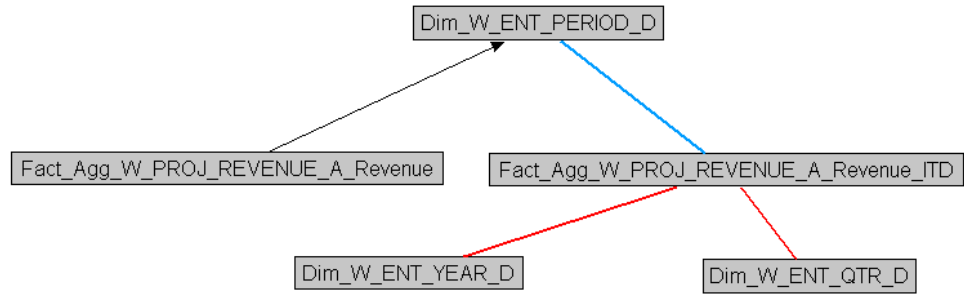 Dim_W_ENT_PERIOD_D
Fact_Agg_W_PROJ_REVENUE_A_Revenue
Fact_Agg_W_PROJ_REVENUE_A_Revenue_ITD
Dim_W_ENT_YEAR_D
Dim_W_ENT_QTR_D